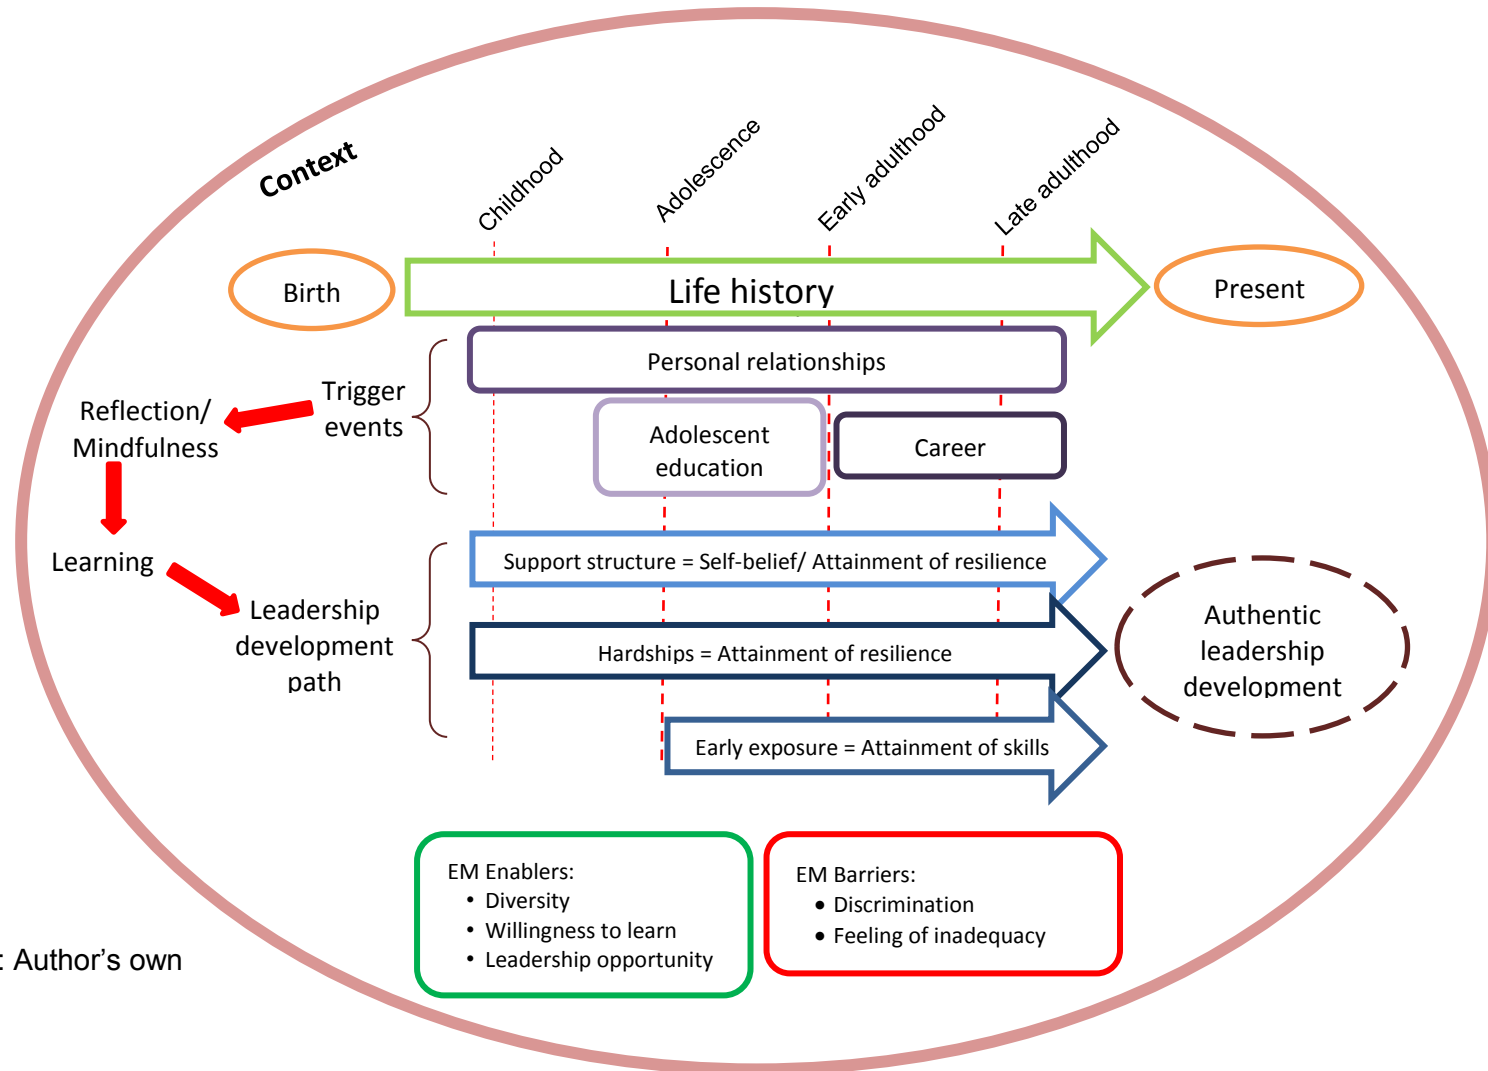 Context
Childhood
Adolescence
Early adulthood
Late adulthood
Birth
Life history
Present
Personal relationships
Trigger
events
Reflection/
Mindfulness
Adolescent
education
Career
Learning
Support structure = Self-belief/ Attainment of resilience
Leadership
development
path
Hardships = Attainment of resilience
Authentic
leadership
development
Early exposure = Attainment of skills
EM Enablers:
• Diversity
• Willingness to learn
• Leadership opportunity
EM Barriers:
• Discrimination
• Feeling of inadequacy
: Author’s own